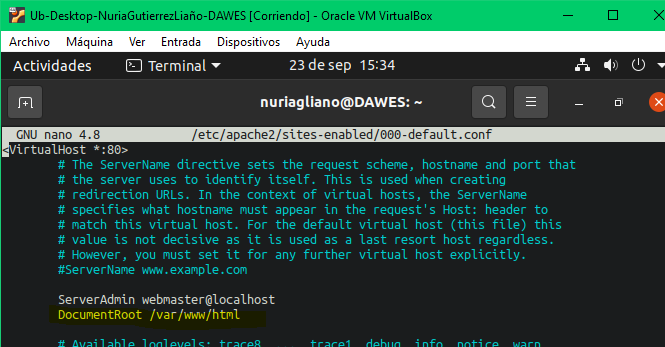 Ub-Desktop-NuriaGutierrezLiaño-DAWES [Corriendo] - Oracle VM VirtualBox
Archivo Máquina Ver Entrada Dispositivos Ayuda
Actividades Terminal 23 de sep 15:34
nuriagliano@DAWES: ~
GNU nano 4.8 /etc/apache2/sites-enabled/000-default.conf
<VirtualHost *:80>
# The ServerName directive sets the request scheme, hostname and port that
# the server uses to identify itself. This is used when creating
# redirection URLs. In the context of virtual hosts, the ServerName
# specifies what hostname must appear in the request's Host: header to
# match this virtual host. For the default virtual host (this file) this
# value is not decisive as it is used as a last resort host regardless.
# However, you must set it for any further virtual host explicitly.
#ServerName www.example.com
ServerAdmin webmaster@localhost
DocumentRoot /var/www/html
# Available loglevels: trace8, ..., trace1, debug, info, notice, warn,